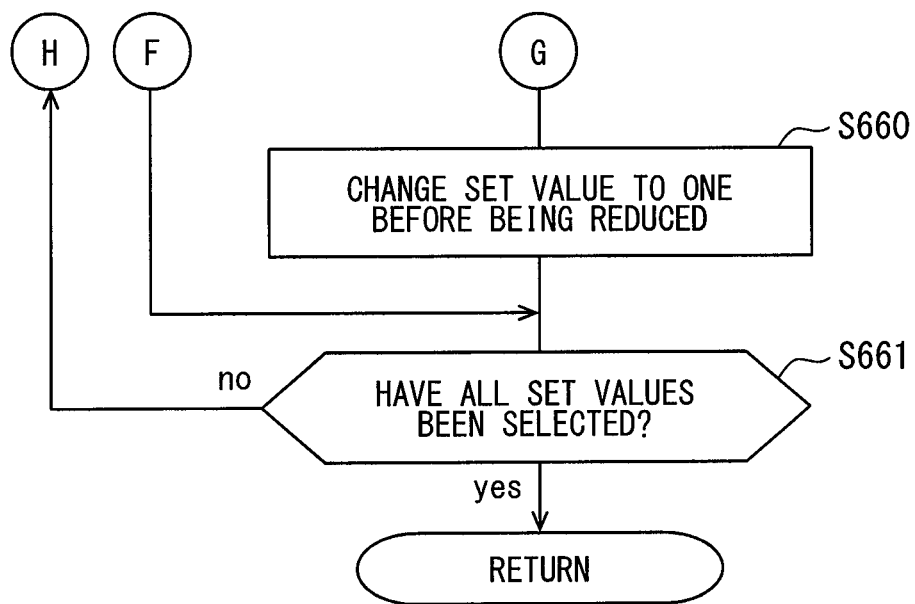 H
F
G
S660
CHANGE SET VALUE TO ONE
BEFORE BEING REDUCED
S661
no
HAVE ALL SET VALUES
BEEN SELECTED?
yes
RETURN